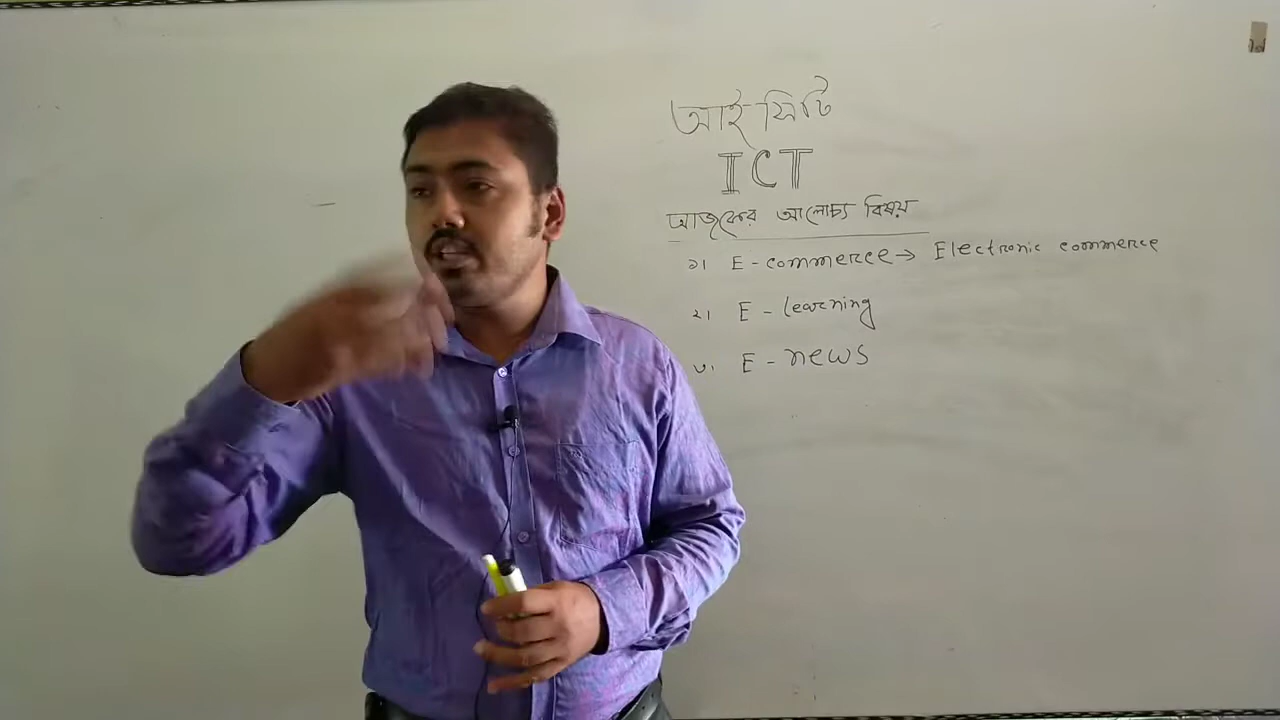 আইসিটি
ICT
আজকের আলোচ্য বিষয়
১। E-commerce → Electronic commerce
২। E-learning
৩। E-news